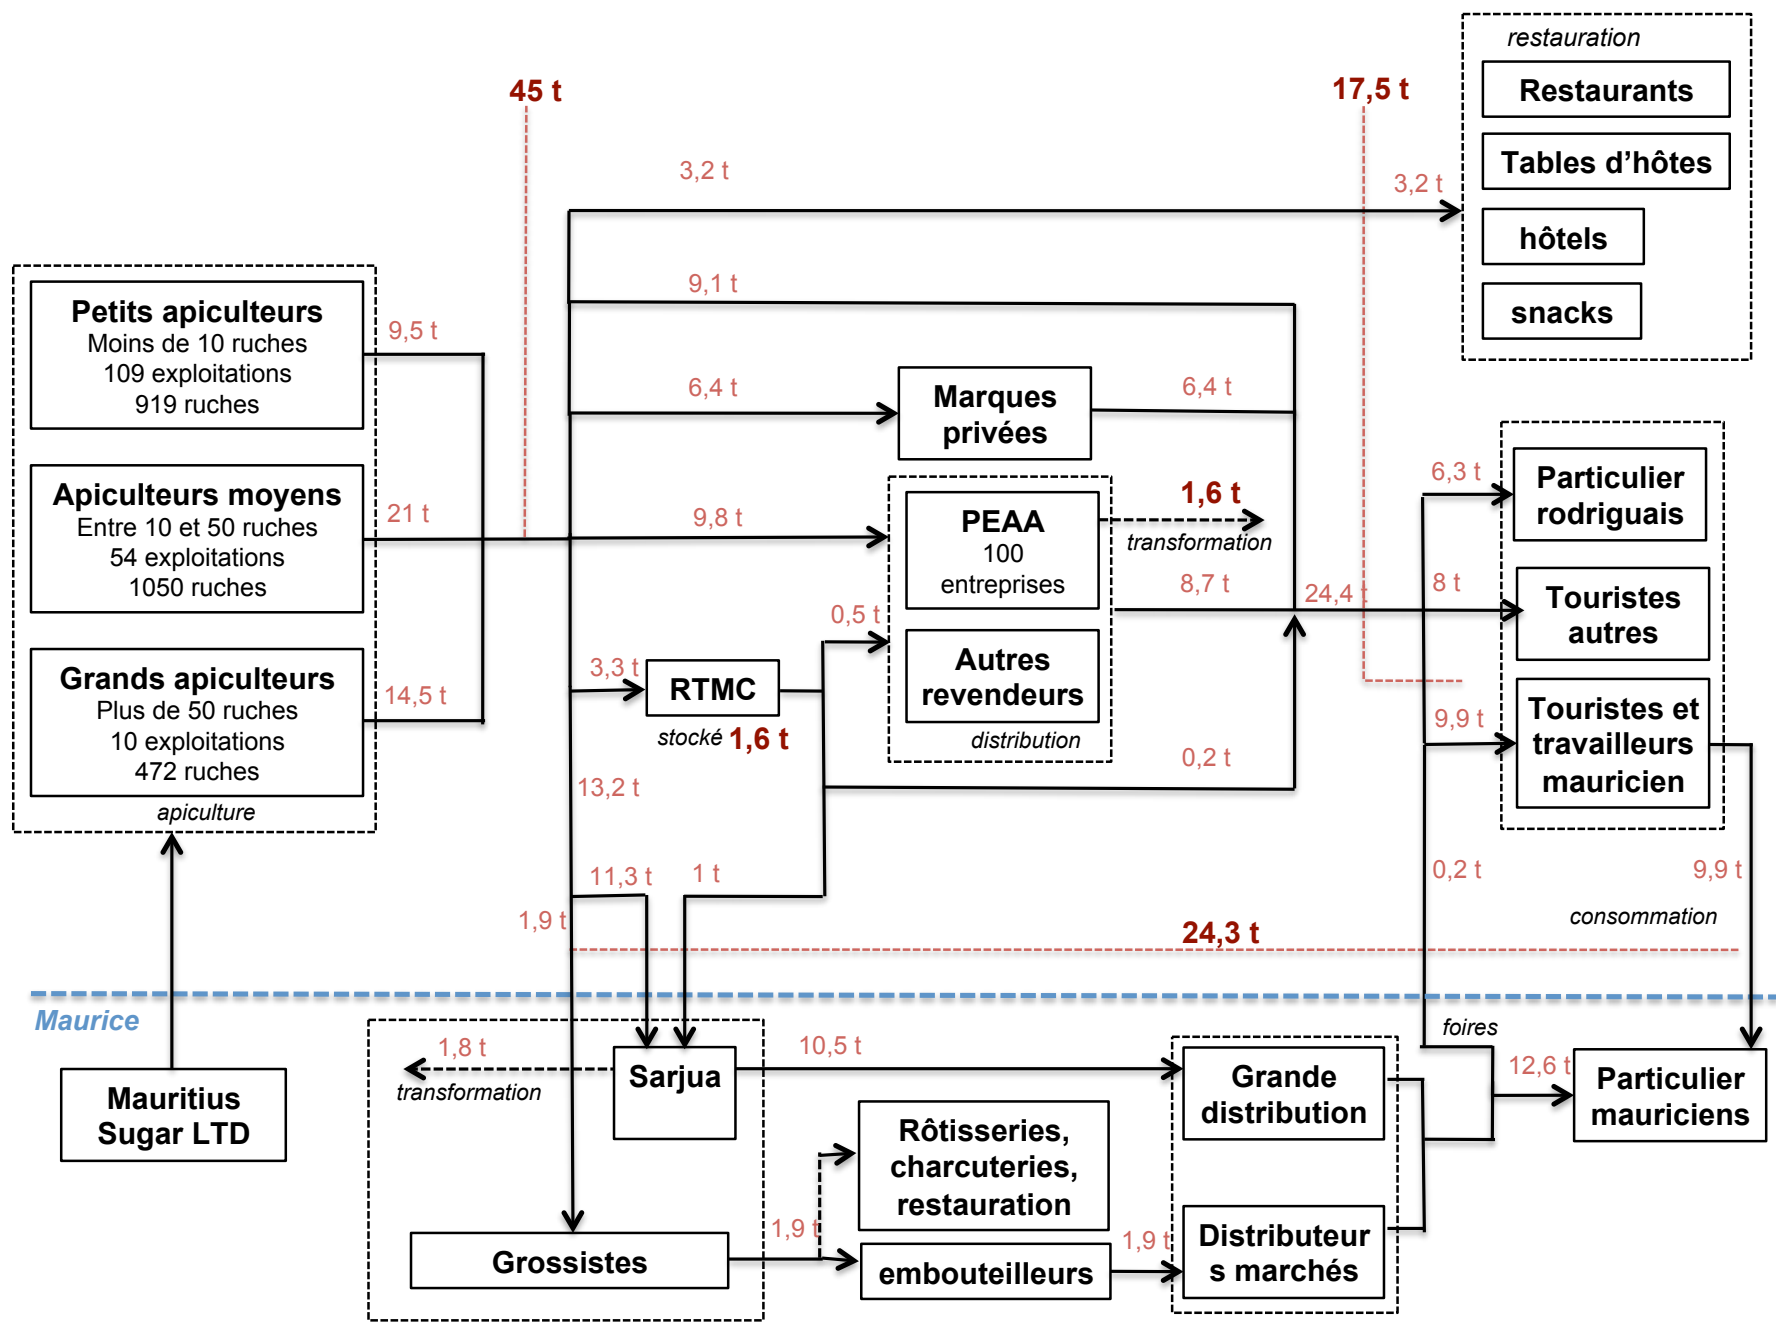 restauration
Restaurants
Tables d'hôtes
hôtels
snacks
45 t
17,5 t
3,2 t
3,2 t
9,1 t
Petits apiculteurs
Moins de 10 ruches
109 exploitations
919 ruches
9,5 t
Apiculteurs moyens
Entre 10 et 50 ruches
54 exploitations
1050 ruches
21 t
Grands apiculteurs
Plus de 50 ruches
10 exploitations
472 ruches
14,5 t
apiculture
6,4 t
Marques
privées
6,4 t
9,8 t
PEAA
100
entreprises
1,6 t
transformation
8,7 t
24,4 t
0,5 t
Autres
revendeurs
distribution
3,3 t
RTMC
stocké 1,6 t
0,2 t
13,2 t
11,3 t
1 t
1,9 t
6,3 t
Particulier
rodriguais
8 t
Touristes
autres
9,9 t
Touristes et
travailleurs
mauricien
0,2 t
9,9 t
consommation
24,3 t
Maurice
Mauritius
Sugar LTD
1,8 t
transformation
Sarjua
10,5 t
Grande
distribution
foires
12,6 t
Particulier
mauriciens
Rôtisseries,
charcuteries,
restauration
Grossistes
1,9 t
embouteilleurs
1,9 t
Distributeur
s marchés